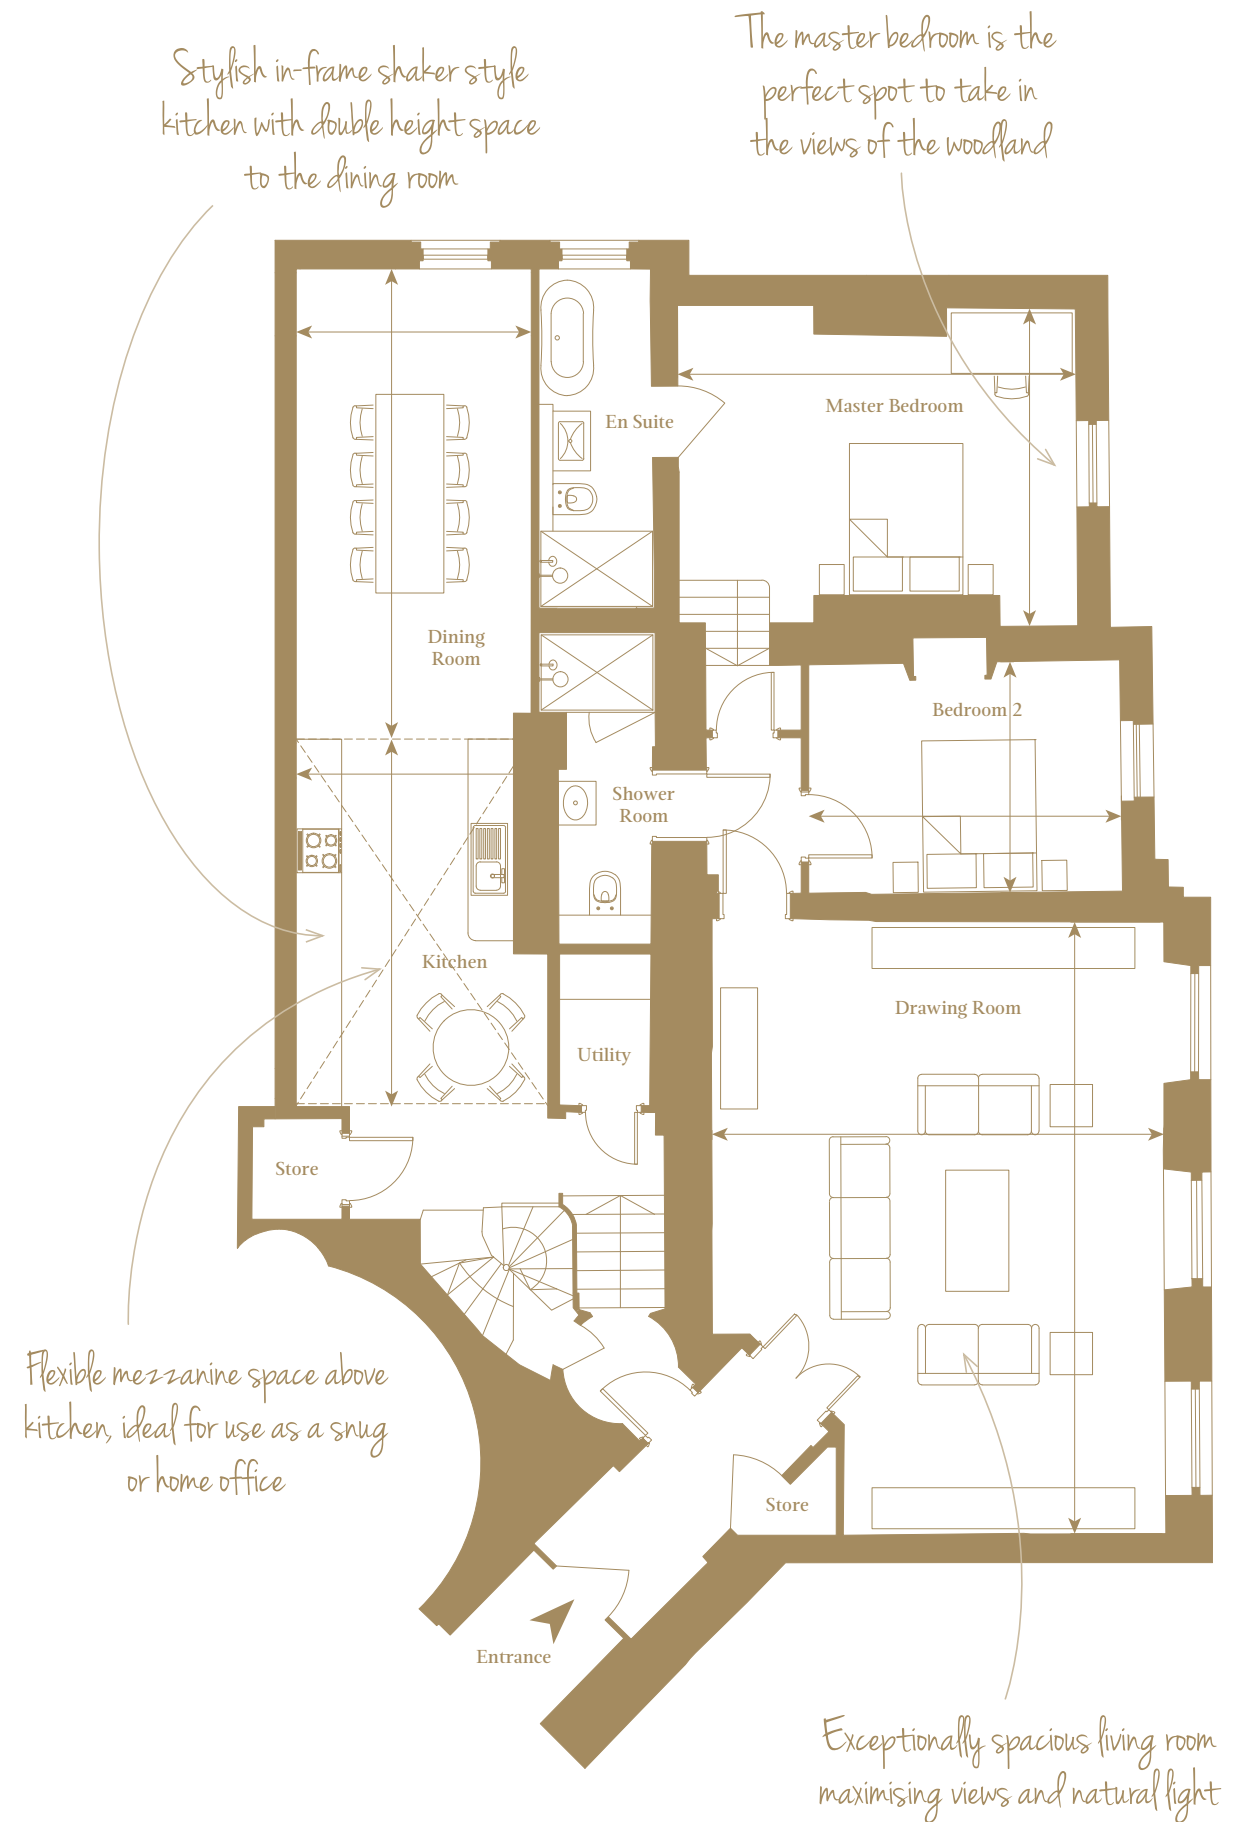 The master bedroom is the
perfect spot to take in
the views of the woodland
Stylish in-frame shaker style
kitchen with double height space
to the dining room
Master Bedroom
En Suite
Dining
Room
Bedroom 2
Shower
Room
Kitchen
Drawing Room
Utility
Store
Flexible mezzanine space above
kitchen, ideal for use as a snug
or home office
Store
Entrance
Exceptionally spacious living room
maximising views and natural light